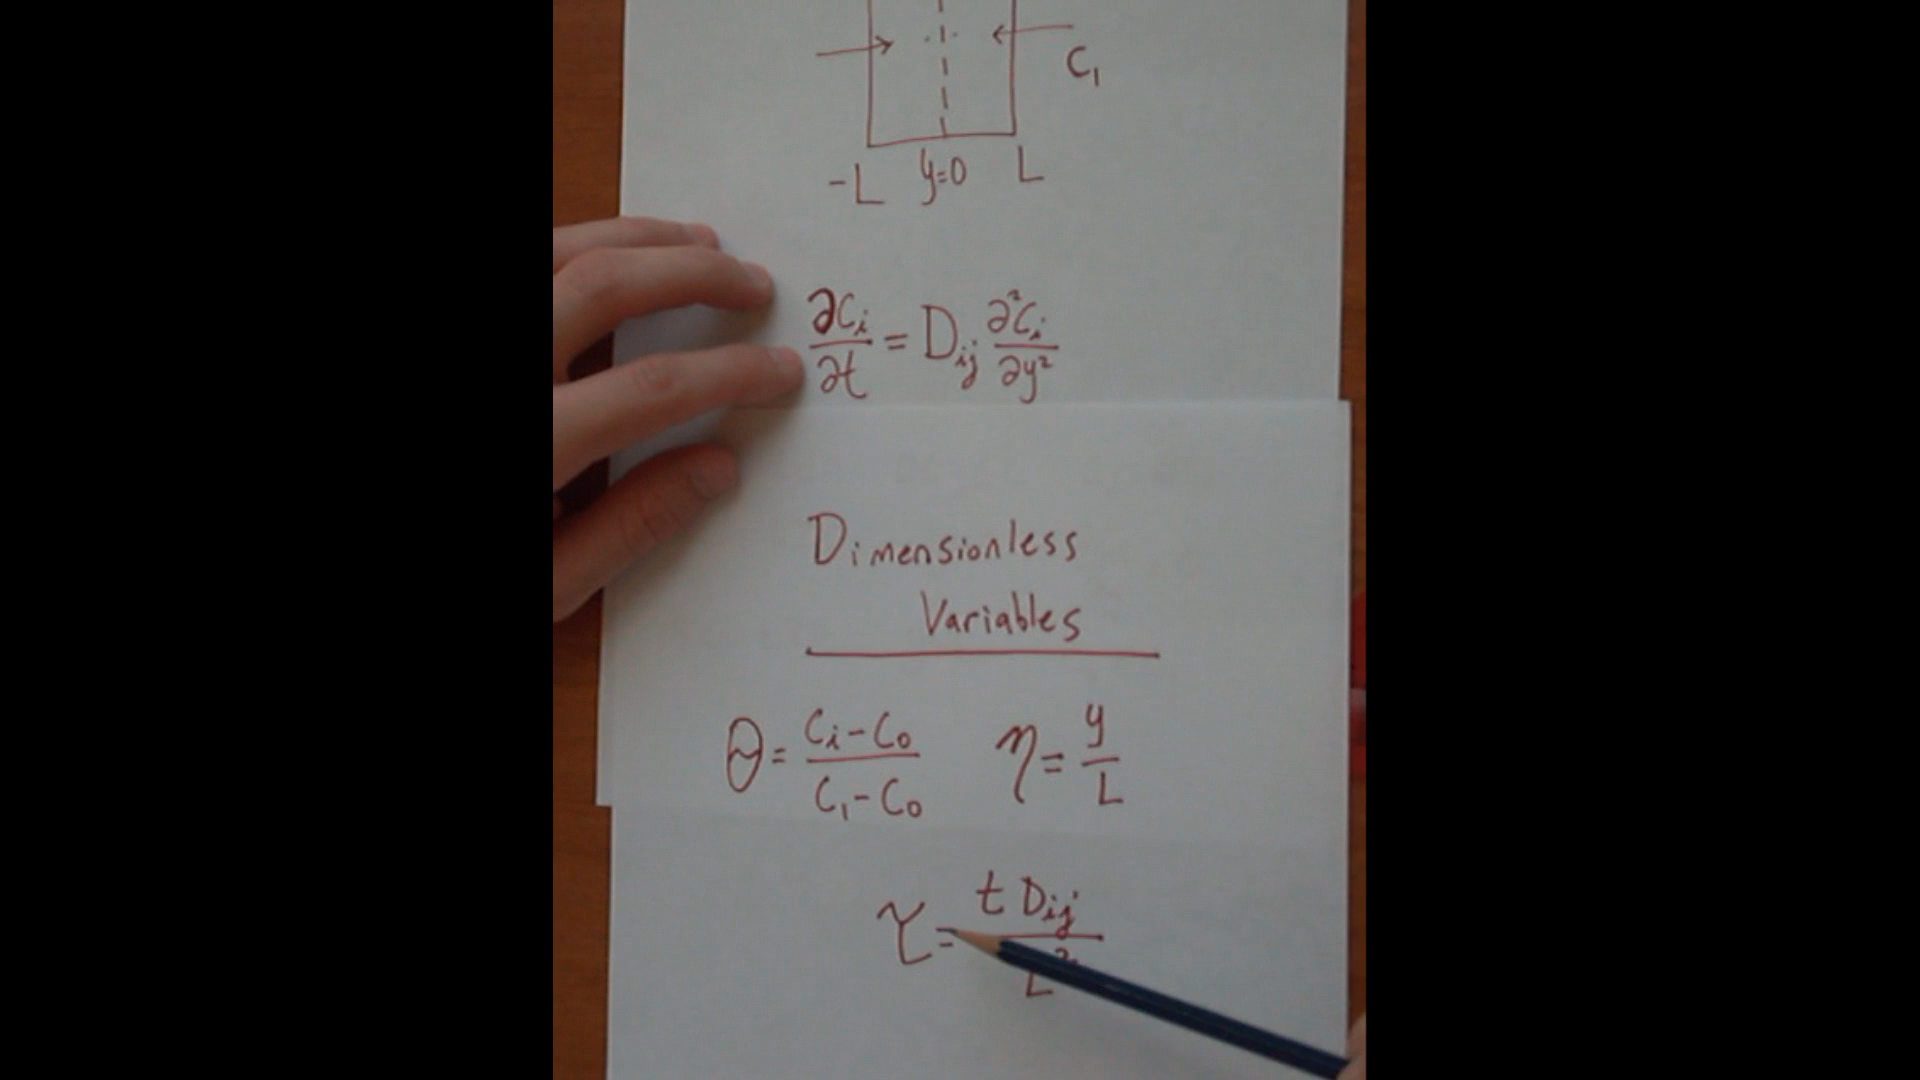 C₁
-L y=0 L
∂Cᵢ/∂t = Dᵢⱼ ∂²Cᵢ/∂y²
Dimensionless
Variables
θ = (Cᵢ - C₀)/(C₁ - C₀) η = y/L
τ = t Dᵢⱼ/L²